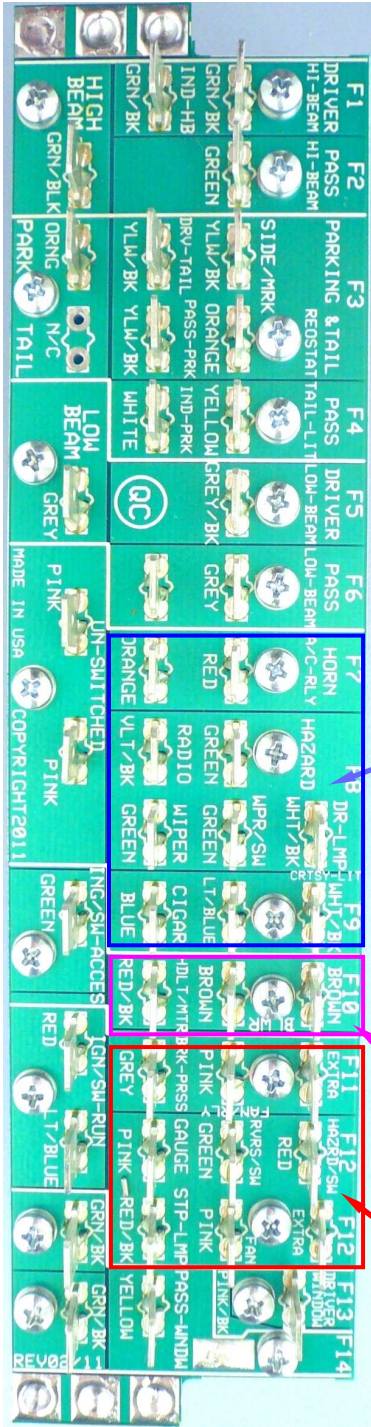 F1
DRIVER
HI-BEAM
GRN/BK
IND-HB
GRN/BK
HIGH
BEAM
GRN/BLK
F2
PASS
HI-BEAM
GREEN
F3
PARKING &TAIL
REOSTAT
SIDE/MRK
YLW/BK
ORANGE
DRV-TAIL
YLW/BK
PASS-PRK
YLW/BK
ORNG
N/C
PARK
TAIL
F4
PASS
TAIL-LIT
YELLOW
IND-PRK
WHITE
F5
DRIVER
LOW-BEAM
GREY/BK
QC
LOW
BEAM
GREY
F6
PASS
LOW-BEAM
GREY
F7
HORN
A/C-RLY
RED
ORANGE
PINK
UN-SWITCHED
PINK
MADE IN USA COPYRIGHT2011
F8
HAZARD
GREEN
RADIO
VLT/BK
DR-LMP
WHT/BK
CRTSY-LIT
WPR/SW
GREEN
WIPER
GREEN
F9
WHT/BK
LT/BLUE
CIGAR
BLUE
ING/SW-ACCES
GREEN
F10
BROWN
BROWN
HDLT/MTR
RED/BK
F11
EXTRA
PINK
BRK-PRSS
GREY
IGN/SW-RUN
RED
LT/BLUE
FAN/RLY
F12
HAZRD/SW
RED
RVRS/SW
GREEN
GAUGE
PINK
F12
EXTRA
FAN
PINK
STP-LMP
RED/BK
GRN/BK
F13
DRIVER
WINDOW
PINK/BK
PASS-WNDW
YELLOW
GRN/BK
F14
REV02/11